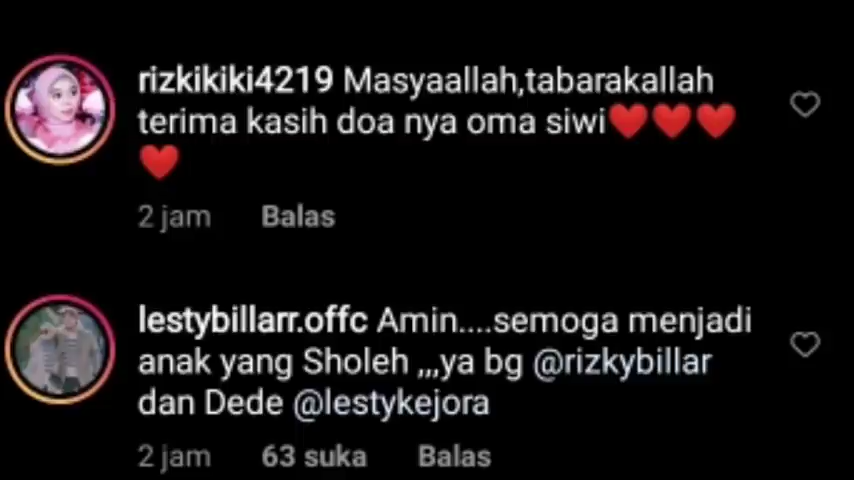 rizkikiki4219 Masyaallah,tabarakallah
terima kasih doa nya oma siwi❤️❤️❤️
❤️
2 jam Balas
lestybillarr.offc Amin....semoga menjadi
anak yang Sholeh ,,,ya bg @rizkybillar
dan Dede @lestykejora
2 jam 63 suka Balas